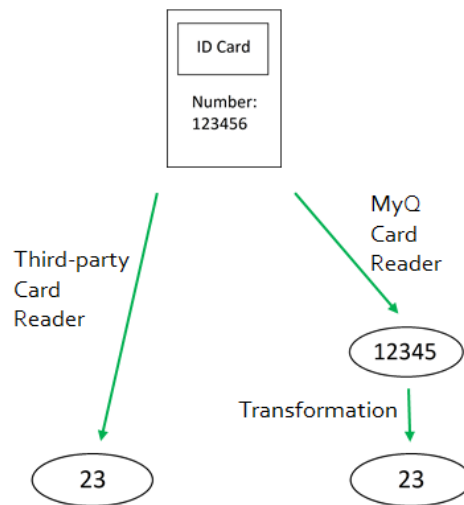 ID Card
Number:
123456
Third-party
Card
Reader
MyQ
Card
Reader
12345
Transformation
23
23